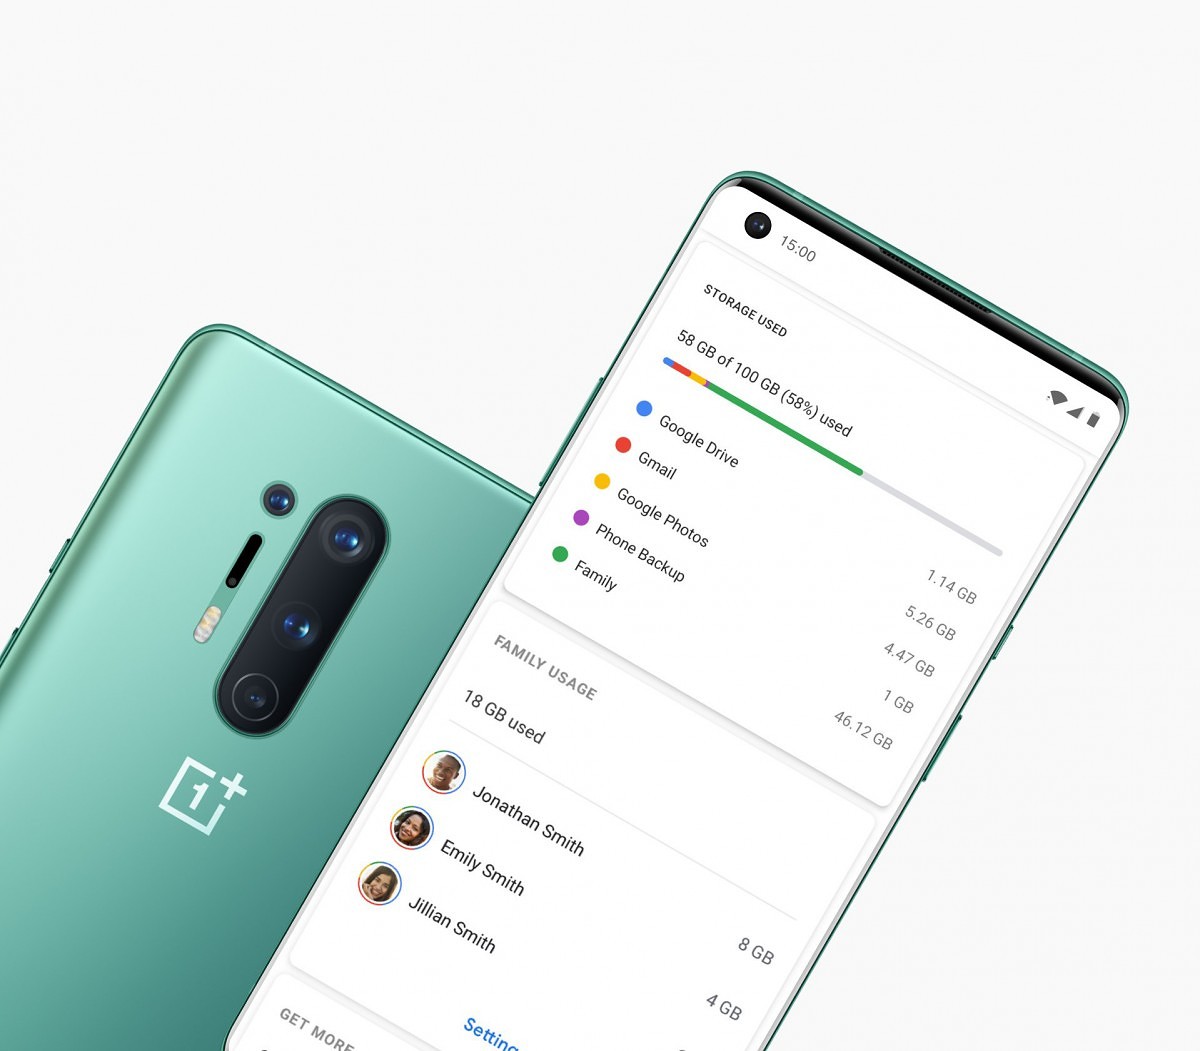 15:00
STORAGE USED
58 GB of 100 GB (58%) used
Google Drive 1.14 GB
Gmail 5.26 GB
Google Photos 4.47 GB
Phone Backup 1 GB
Family 46.12 GB
FAMILY USAGE
18 GB used
Jonathan Smith 8 GB
Emily Smith 4 GB
Jillian Smith
Setting
GET MORE
1+